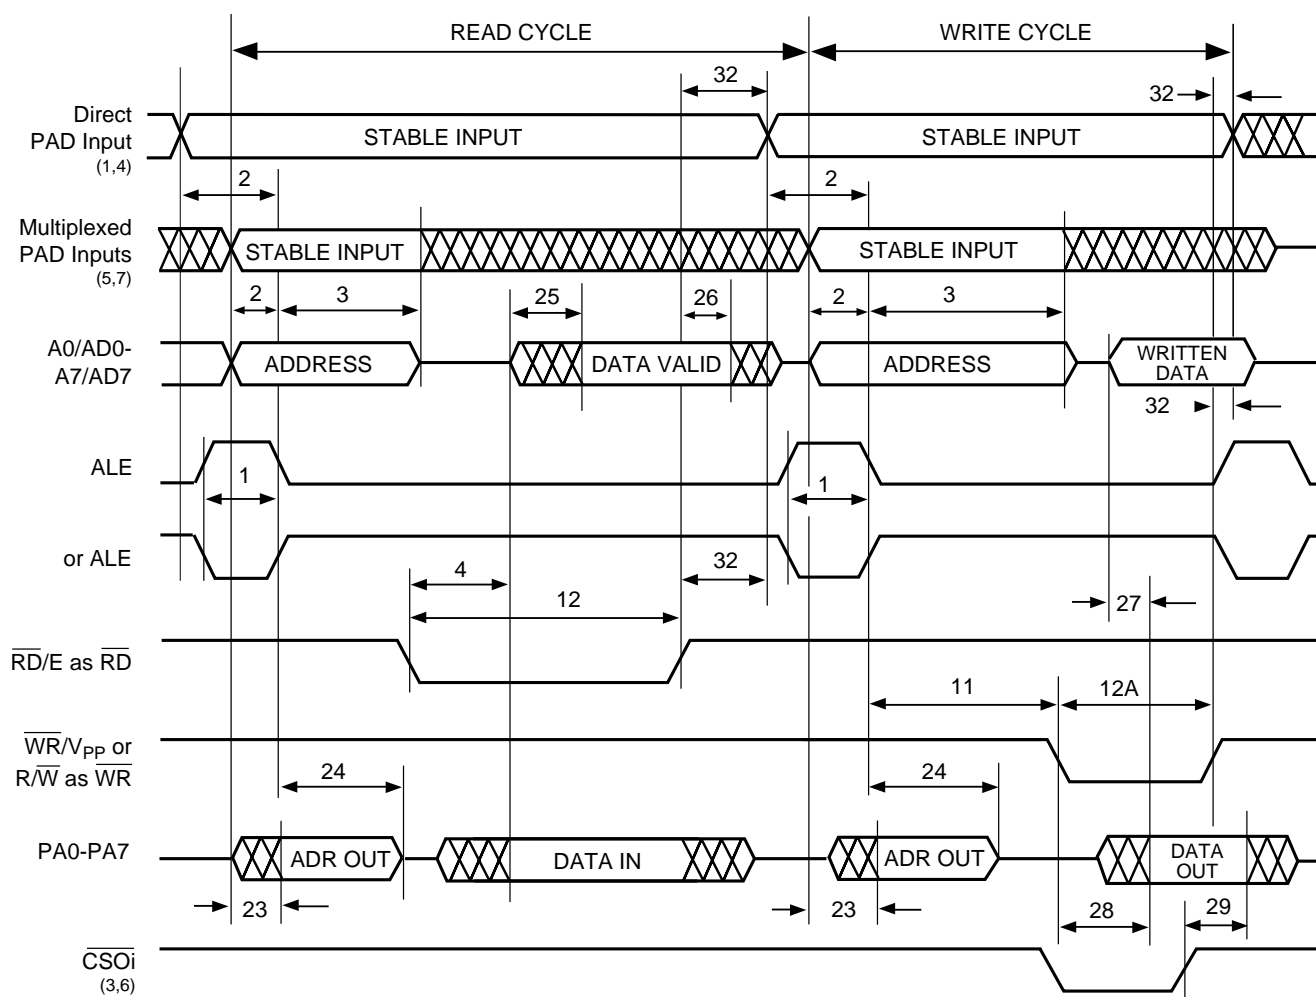 READ CYCLE
WRITE CYCLE
32
32
Direct
PAD Input
(1,4)
STABLE INPUT
STABLE INPUT
2
2
Multiplexed
PAD Inputs
(5,7)
STABLE INPUT
STABLE INPUT
2
3
25
26
2
3
A0/AD0-
A7/AD7
ADDRESS
DATA VALID
ADDRESS
WRITTEN
DATA
32
ALE
1
1
or ALE
4
32
12
27
RD/E as RD
11
12A
WR/VPP or
R/W as WR
24
24
PA0-PA7
ADR OUT
DATA IN
ADR OUT
DATA
OUT
23
23
28
29
CSOi
(3,6)